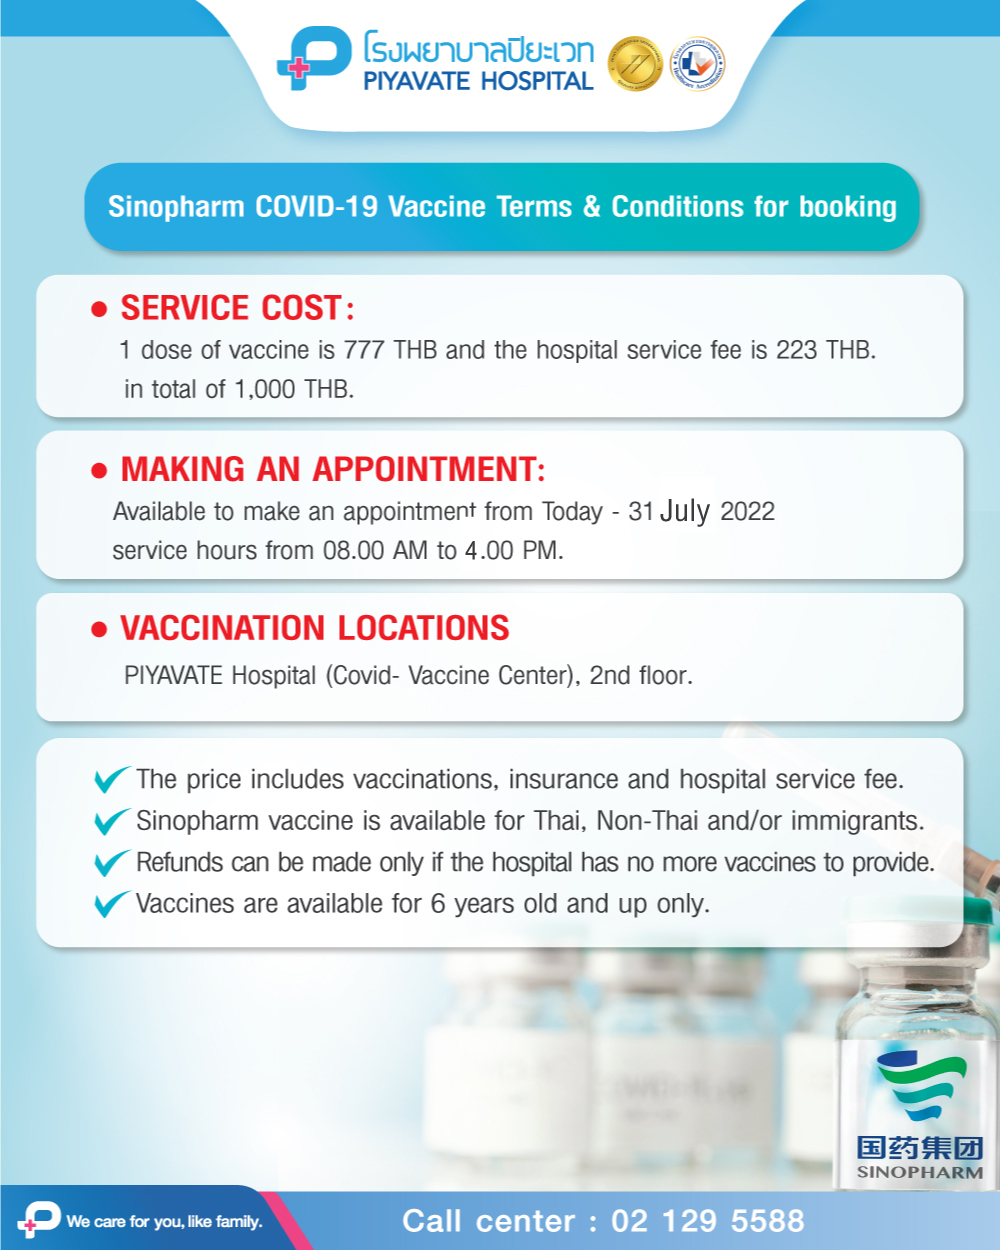 โรงพยาบาลปิยะเวท
PIYAVATE HOSPITAL
Sinopharm COVID-19 Vaccine Terms & Conditions for booking
• SERVICE COST:
1 dose of vaccine is 777 THB and the hospital service fee is 223 THB.
in total of 1,000 THB.
• MAKING AN APPOINTMENT:
Available to make an appointment from Today - 31 July 2022
service hours from 08.00 AM to 4.00 PM.
• VACCINATION LOCATIONS
PIYAVATE Hospital (Covid- Vaccine Center), 2nd floor.
The price includes vaccinations, insurance and hospital service fee.
Sinopharm vaccine is available for Thai, Non-Thai and/or immigrants.
Refunds can be made only if the hospital has no more vaccines to provide.
Vaccines are available for 6 years old and up only.
国药集团
SINOPHARM
We care for you, like family.
Call center : 02 129 5588